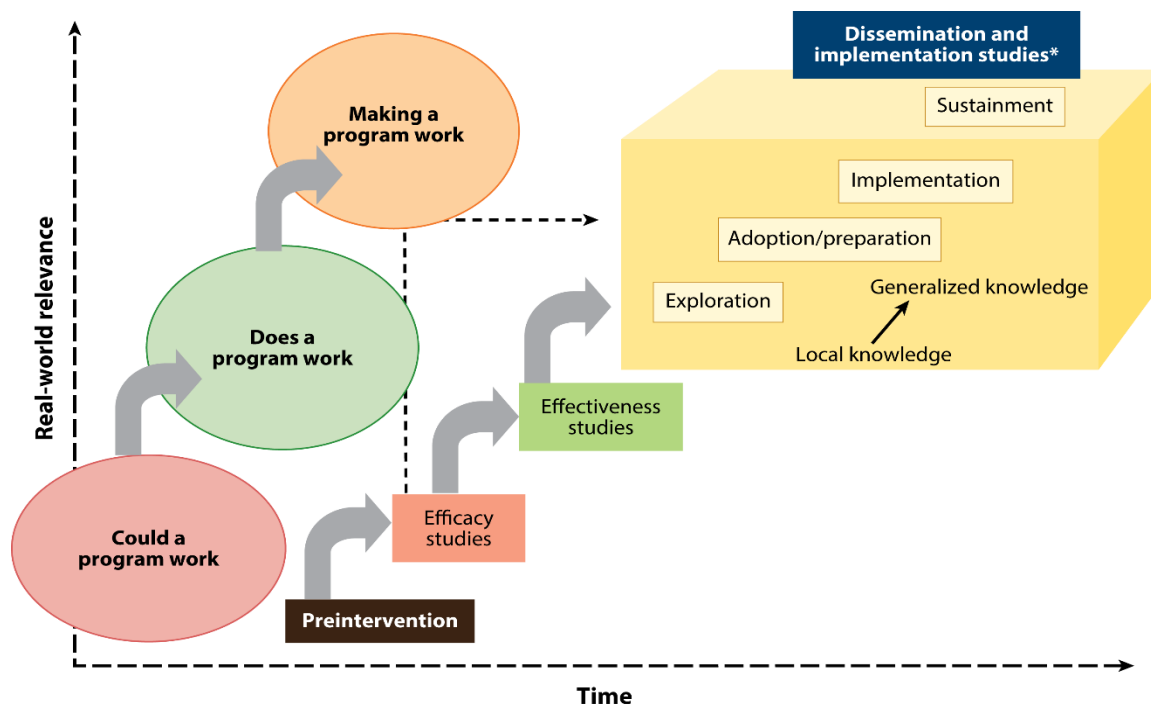 Dissemination and
implementation studies*
Sustainment
Making a
program work
Implementation
Adoption/preparation
Exploration
Generalized knowledge
Local knowledge
Does a
program work
Effectiveness
studies
Could a
program work
Efficacy
studies
Preintervention
Real-world relevance
Time